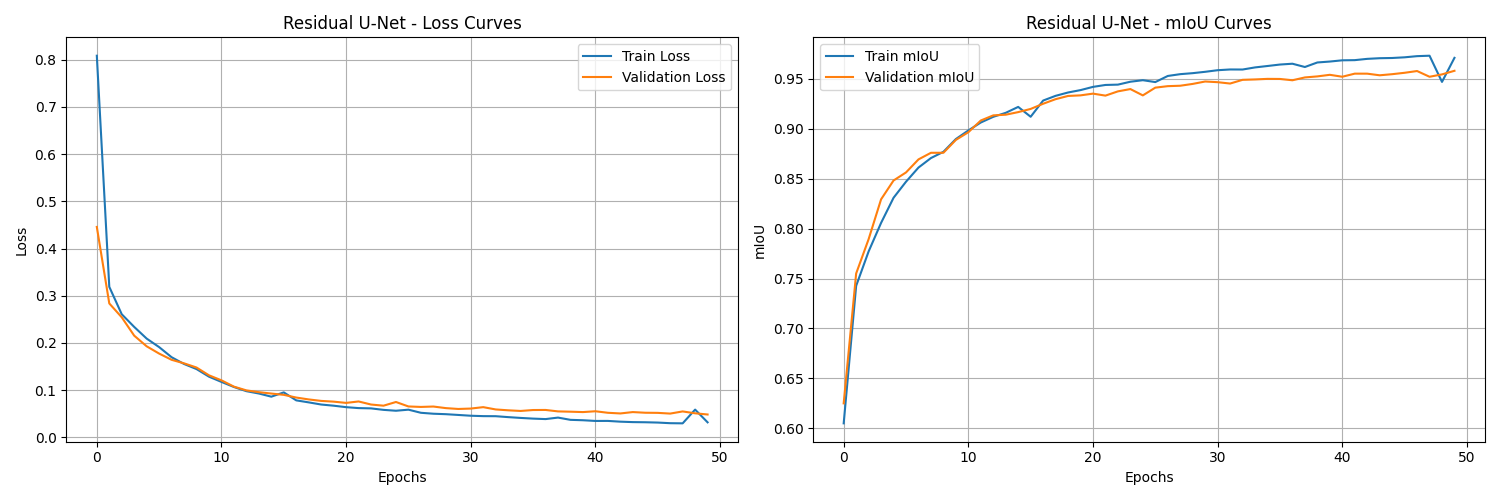 Residual U-Net - Loss Curves
Train Loss
Validation Loss
Loss
0.8
0.7
0.6
0.5
0.4
0.3
0.2
0.1
0.0
0 10 20 30 40 50
Epochs
Residual U-Net - mIoU Curves
Train mIoU
Validation mIoU
mIoU
0.95
0.90
0.85
0.80
0.75
0.70
0.65
0.60
0 10 20 30 40 50
Epochs